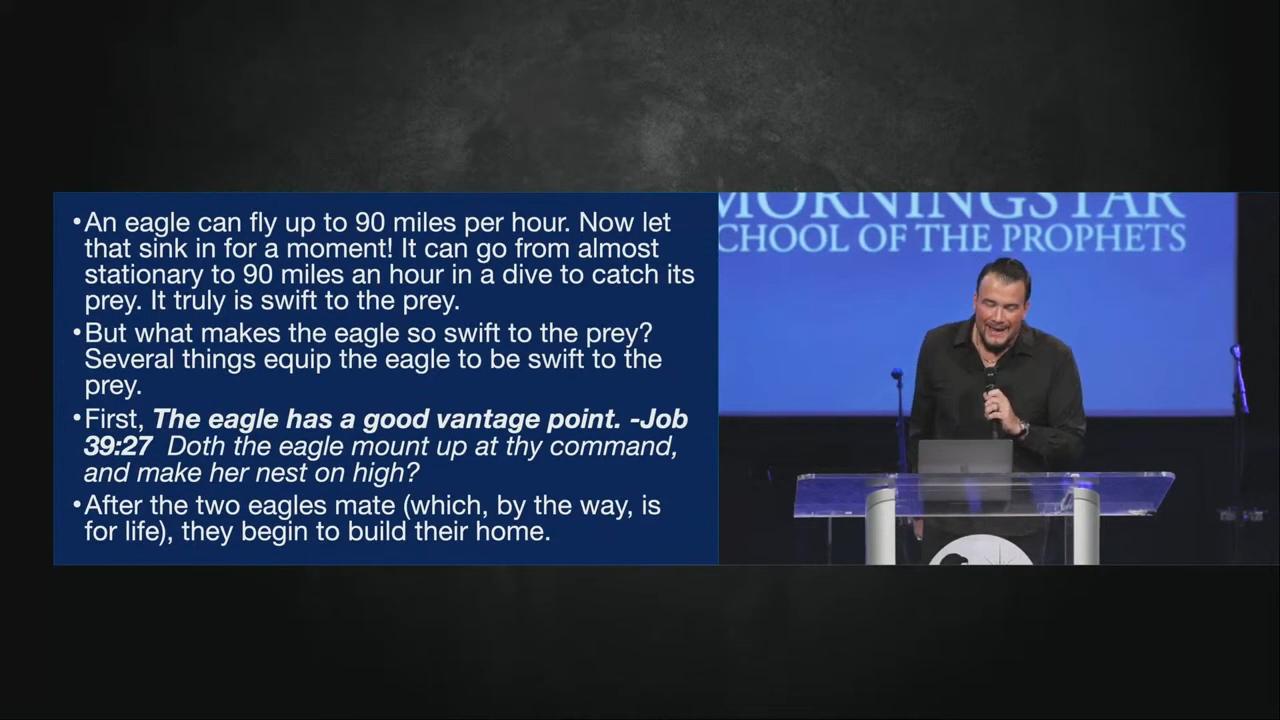 •An eagle can fly up to 90 miles per hour. Now let
that sink in for a moment! It can go from almost
stationary to 90 miles an hour in a dive to catch its
prey. It truly is swift to the prey.
•But what makes the eagle so swift to the prey?
Several things equip the eagle to be swift to the
prey.
•First, The eagle has a good vantage point. -Job
39:27 Doth the eagle mount up at thy command,
and make her nest on high?
•After the two eagles mate (which, by the way, is
for life), they begin to build their home.
MORNINGSTAR
SCHOOL OF THE PROPHETS